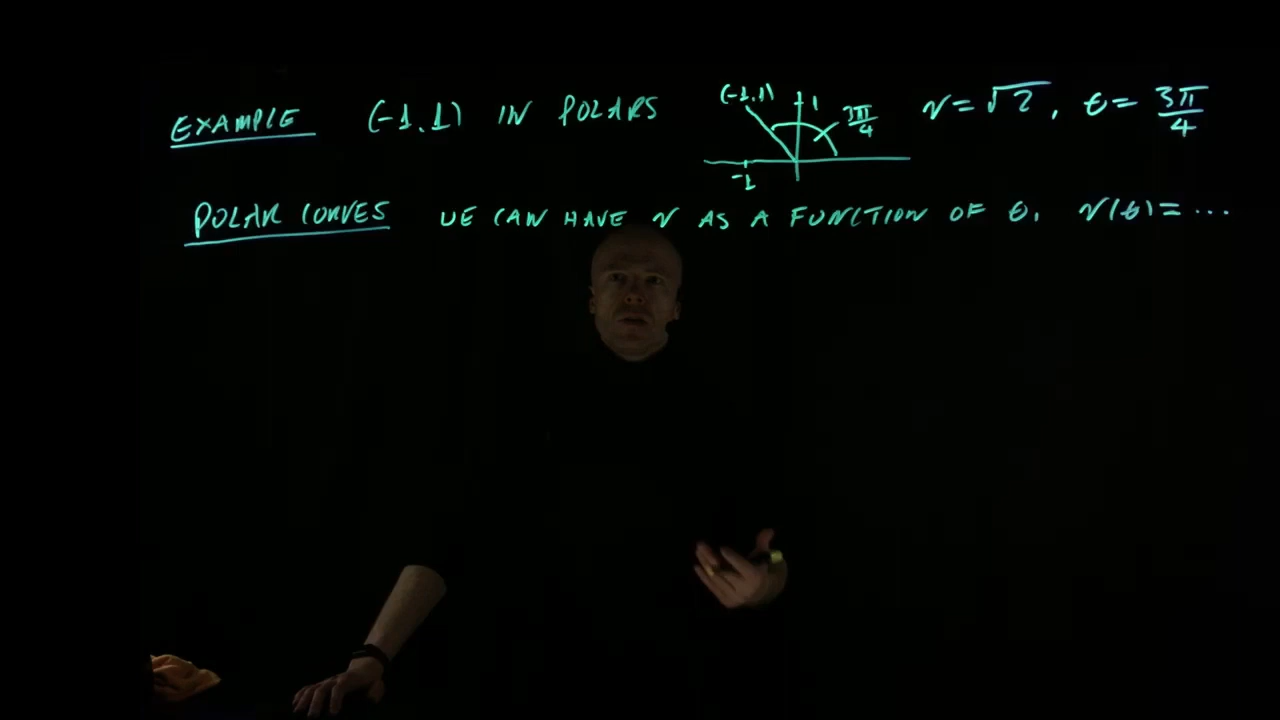 EXAMPLE (-1,1) IN POLARS (-1,1) 1 3π/4 -1 r=√2, θ=3π/4
POLAR CURVES WE CAN HAVE r AS A FUNCTION OF θ. r(θ)=...